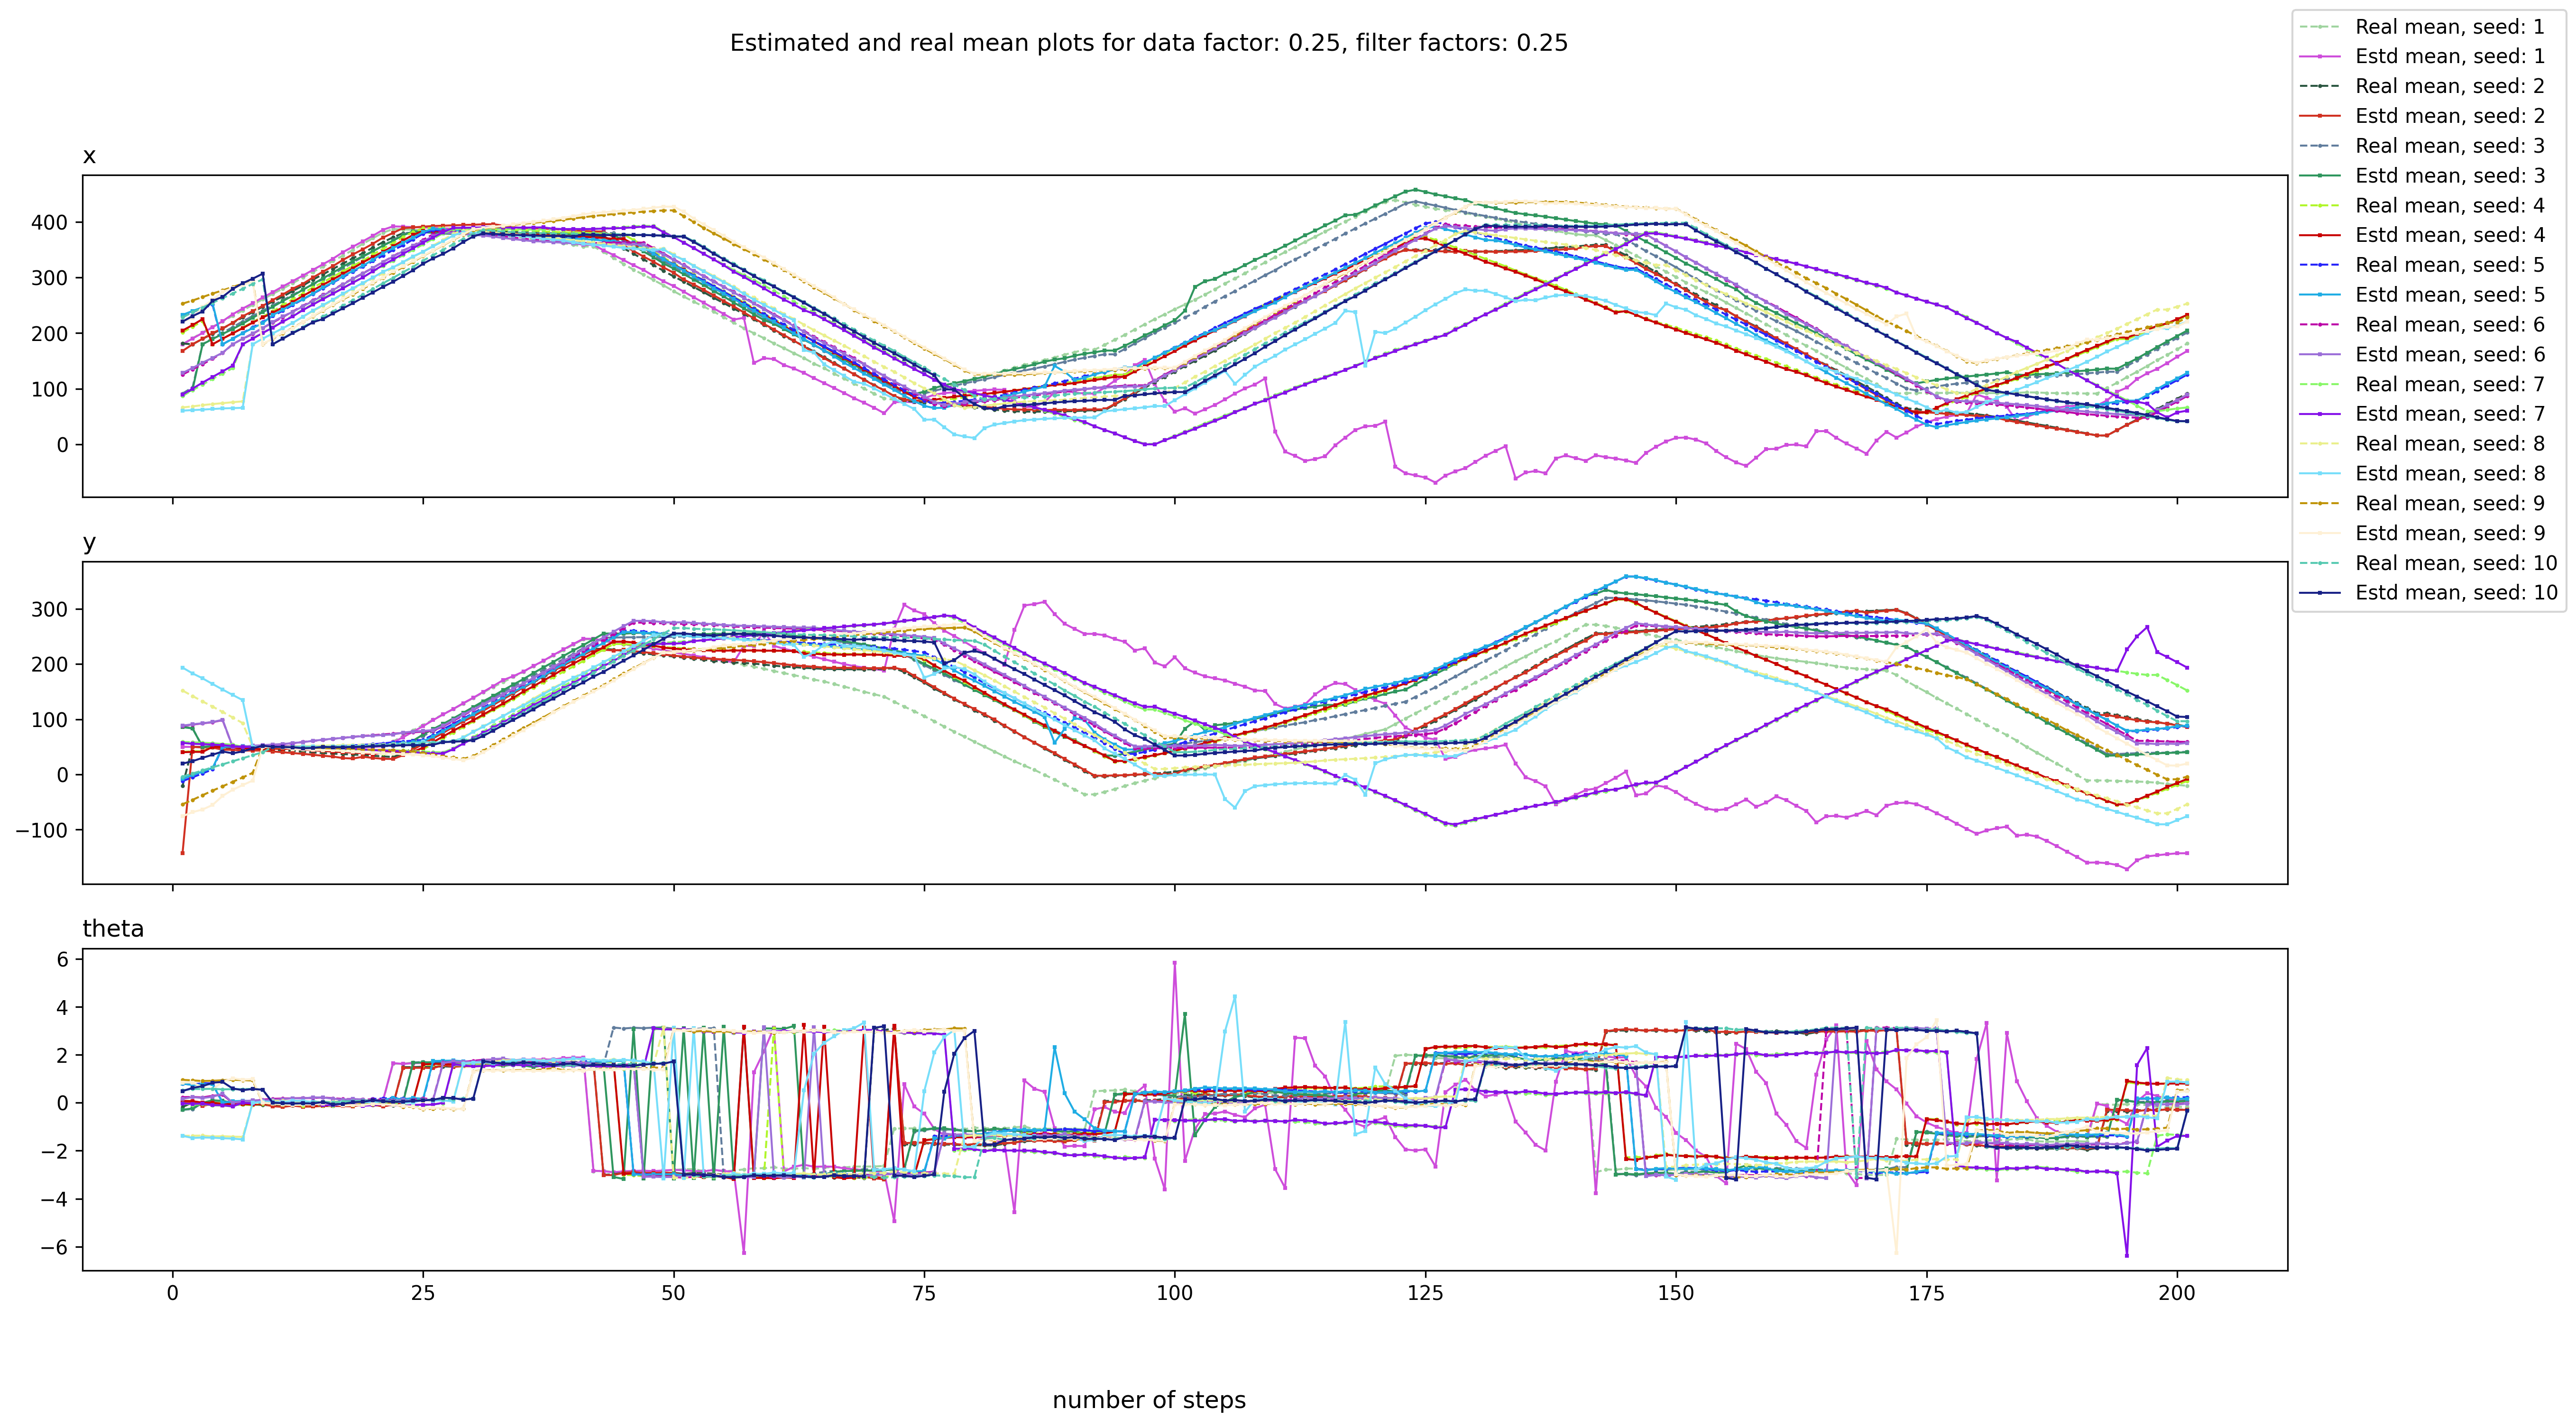 Estimated and real mean plots for data factor: 0.25, filter factors: 0.25
Real mean, seed: 1
Estd mean, seed: 1
Real mean, seed: 2
Estd mean, seed: 2
Real mean, seed: 3
Estd mean, seed: 3
Real mean, seed: 4
Estd mean, seed: 4
Real mean, seed: 5
Estd mean, seed: 5
Real mean, seed: 6
Estd mean, seed: 6
Real mean, seed: 7
Estd mean, seed: 7
Real mean, seed: 8
Estd mean, seed: 8
Real mean, seed: 9
Estd mean, seed: 9
Real mean, seed: 10
Estd mean, seed: 10
x
400
300
200
100
0
y
300
200
100
0
−100
theta
6
4
2
0
−2
−4
−6
0 25 50 75 100 125 150 175 200
number of steps